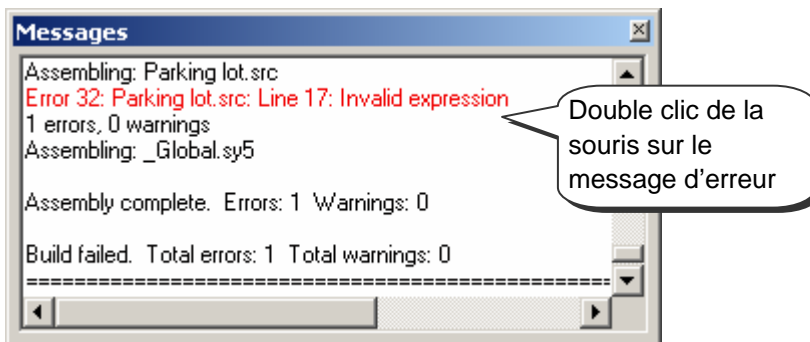 Messages
Assembling: Parking lot.src
Error 32: Parking lot.src: Line 17: Invalid expression
1 errors, 0 warnings
Assembling: _Global.sy5
Assembly complete. Errors: 1 Warnings: 0
Build failed. Total errors: 1 Total warnings: 0
==================================================
Double clic de la
souris sur le
message d'erreur